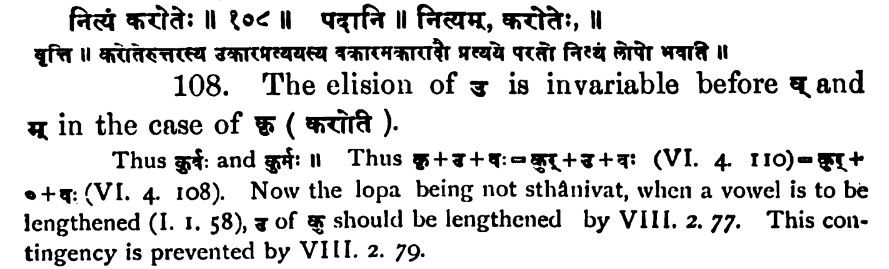 नित्यं करोतेः ॥ १०८ ॥ पदानि ॥ नित्यम्, करोतेः, ॥
वृत्ति ॥ करोतेरुत्तरस्य उकारप्रत्ययस्य वकारमकारादौ प्रत्यये परतो नित्यं लोपो भवति ॥
108. The elision of उ is invariable before व् and
म् in the case of कृ ( करोति ).
Thus कुर्वः and कुर्मः ॥ Thus कृ+उ+वः=कुर्+उ+वः (VI. 4. 110)=कुर्+
०+वः (VI. 4. 108). Now the lopa being not sthânivat, when a vowel is to be
lengthened (I. 1. 58), उ of कु should be lengthened by VIII. 2. 77. This con-
tingency is prevented by VIII. 2. 79.